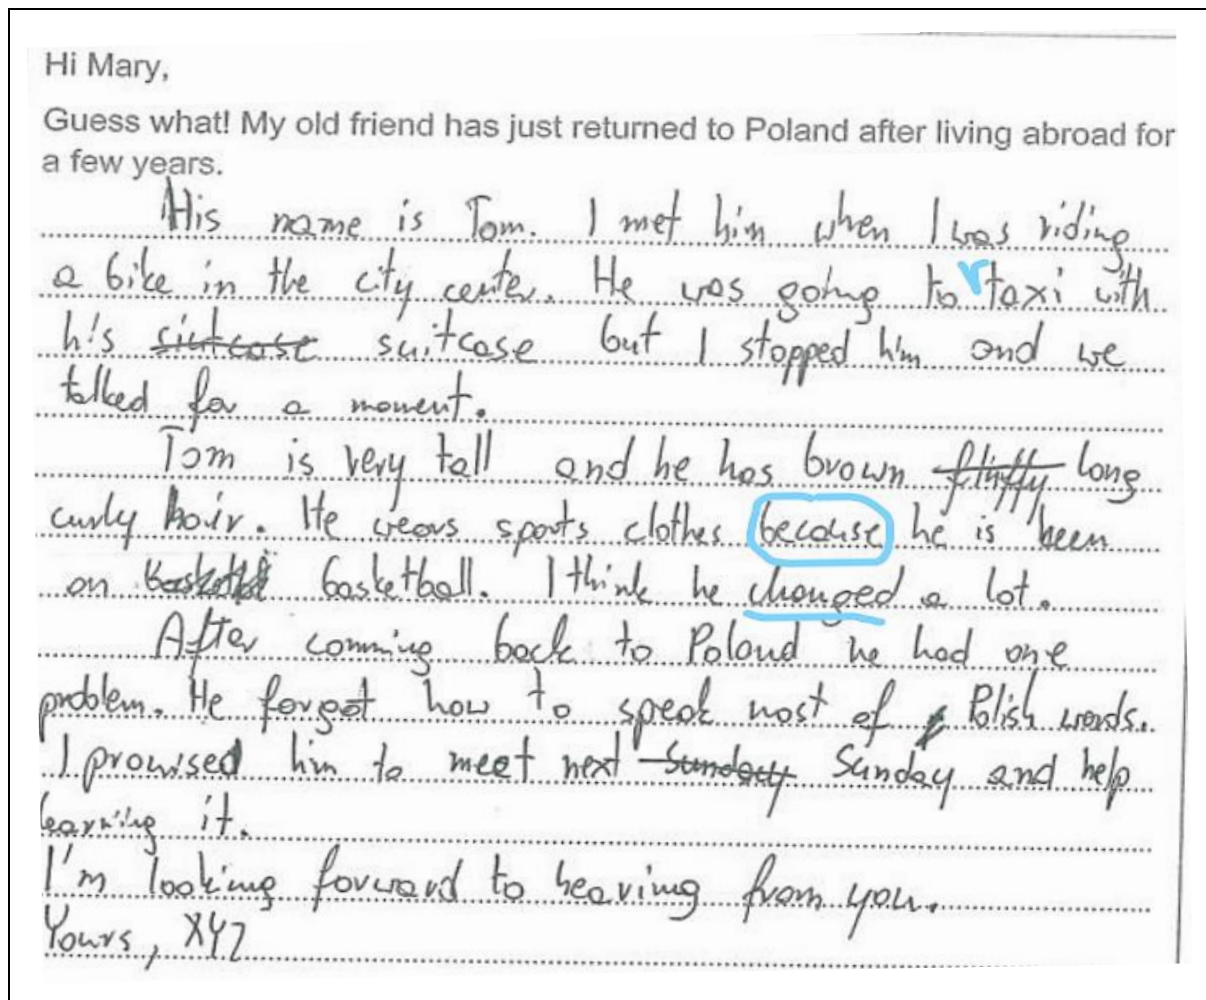 Hi Mary,
Guess what! My old friend has just returned to Poland after living abroad for
a few years.
His name is Tom. I met him when I was riding
a bike in the city center. He was going to taxi with
his suitcase suitcase but I stopped him and we
talked for a moment.
Tom is very tall and he has brown fluffy long
curly hair. He wears sports clothes becouse he is been
on basketball. I think he changed a lot.
After comming back to Poland he had one
problem. He forgot how to speak most of Polish words.
I promised him to meet next Sunday Sunday and help
learning it.
I'm looking forward to hearing from you.
Yours, XYZ